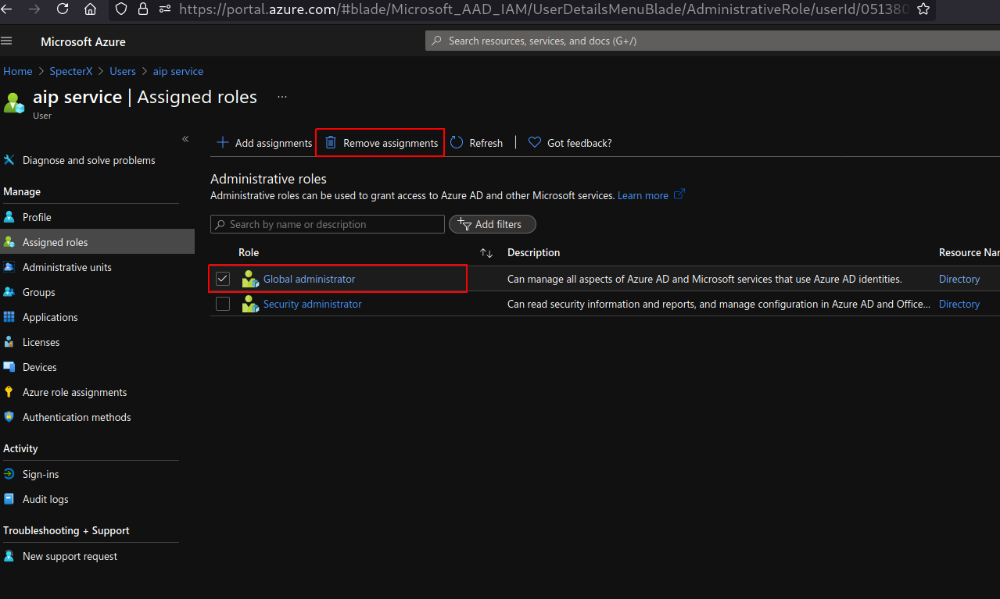 https://portal.azure.com/#blade/Microsoft_AAD_IAM/UserDetailsMenuBlade/AdministrativeRole/userId/051380
Microsoft Azure
Search resources, services, and docs (G+/)
Home > SpecterX > Users > aip service
aip service | Assigned roles ...
User
«
Add assignments Remove assignments Refresh | Got feedback?
Diagnose and solve problems
Manage
Profile
Assigned roles
Administrative units
Groups
Applications
Licenses
Devices
Azure role assignments
Authentication methods
Activity
Sign-ins
Audit logs
Troubleshooting + Support
New support request
Administrative roles
Administrative roles can be used to grant access to Azure AD and other Microsoft services. Learn more
Search by name or description Add filters
Role Description Resource Nar
Global administrator Can manage all aspects of Azure AD and Microsoft services that use Azure AD identities. Directory
Security administrator Can read security information and reports, and manage configuration in Azure AD and Office... Directory